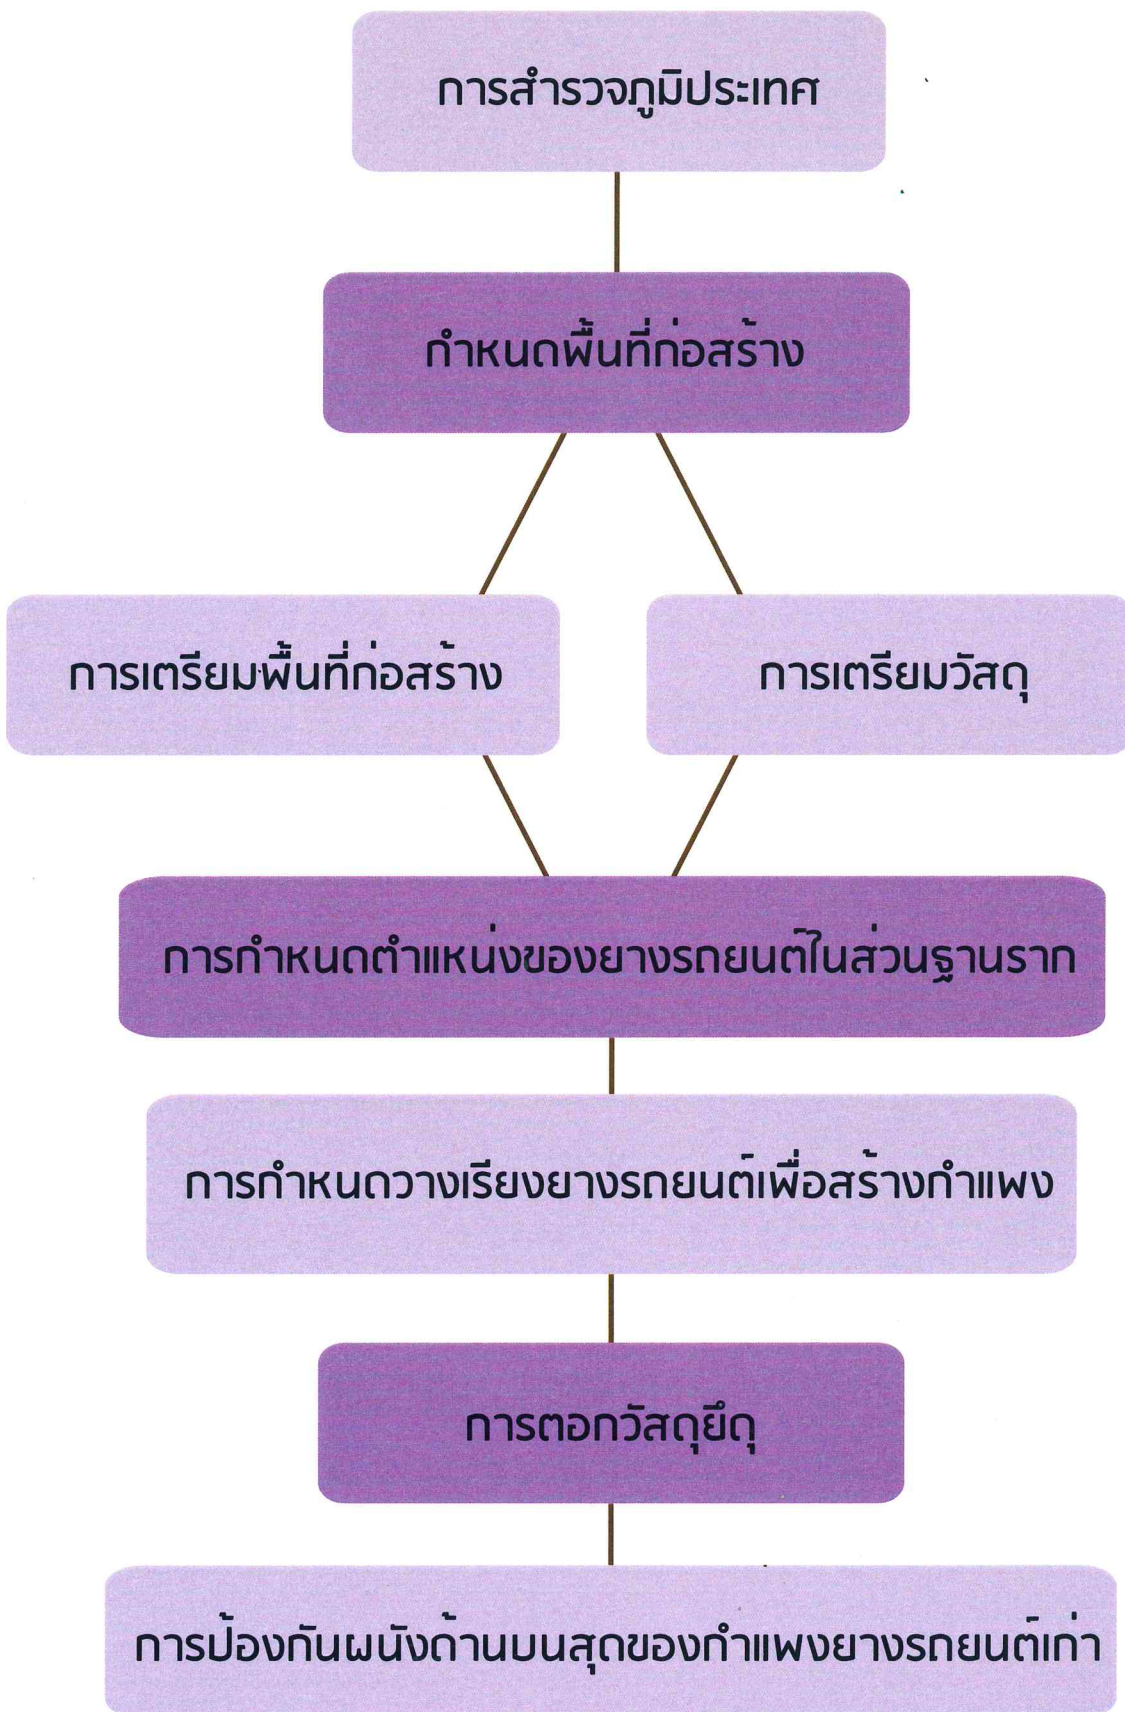 การสำรวจภูมิประเทศ
กำหนดพื้นที่ก่อสร้าง
การเตรียมพื้นที่ก่อสร้าง
การเตรียมวัสดุ
การกำหนดตำแหน่งของยางรถยนต์ในส่วนฐานราก
การกำหนดวางเรียงยางรถยนต์เพื่อสร้างกำแพง
การตอกวัสดุยึดุ
การป้องกันผนังด้านบนสุดของกำแพงยางรถยนต์เก่า